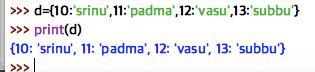 >>> d={10:'srinu',11:'padma',12:'vasu',13:'subbu'}
>>> print(d)
{10: 'srinu', 11: 'padma', 12: 'vasu', 13: 'subbu'}
>>>